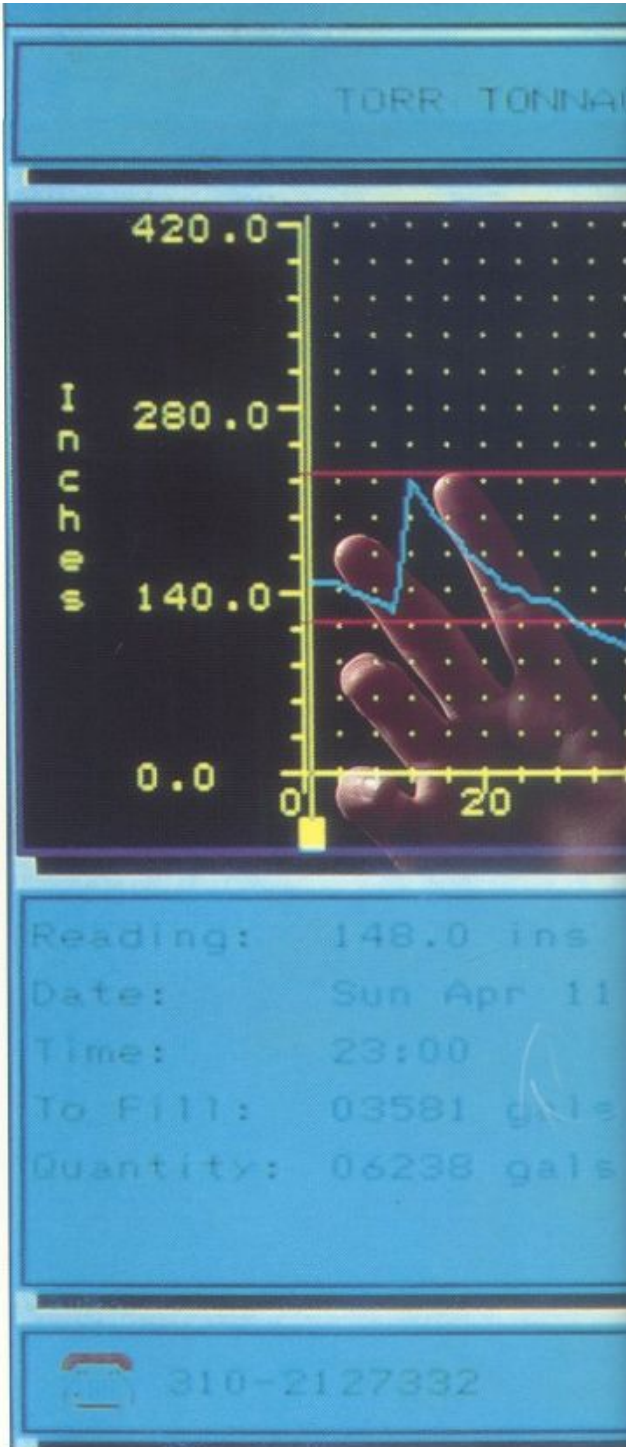 TORR TONNA
420.0
280.0
Inches
140.0
0.0
0 20
Reading: 148.0 ins
Date: Sun Apr 11
Time: 23:00
To Fill: 03581 gals
Quantity: 06238 gals
310-2127332